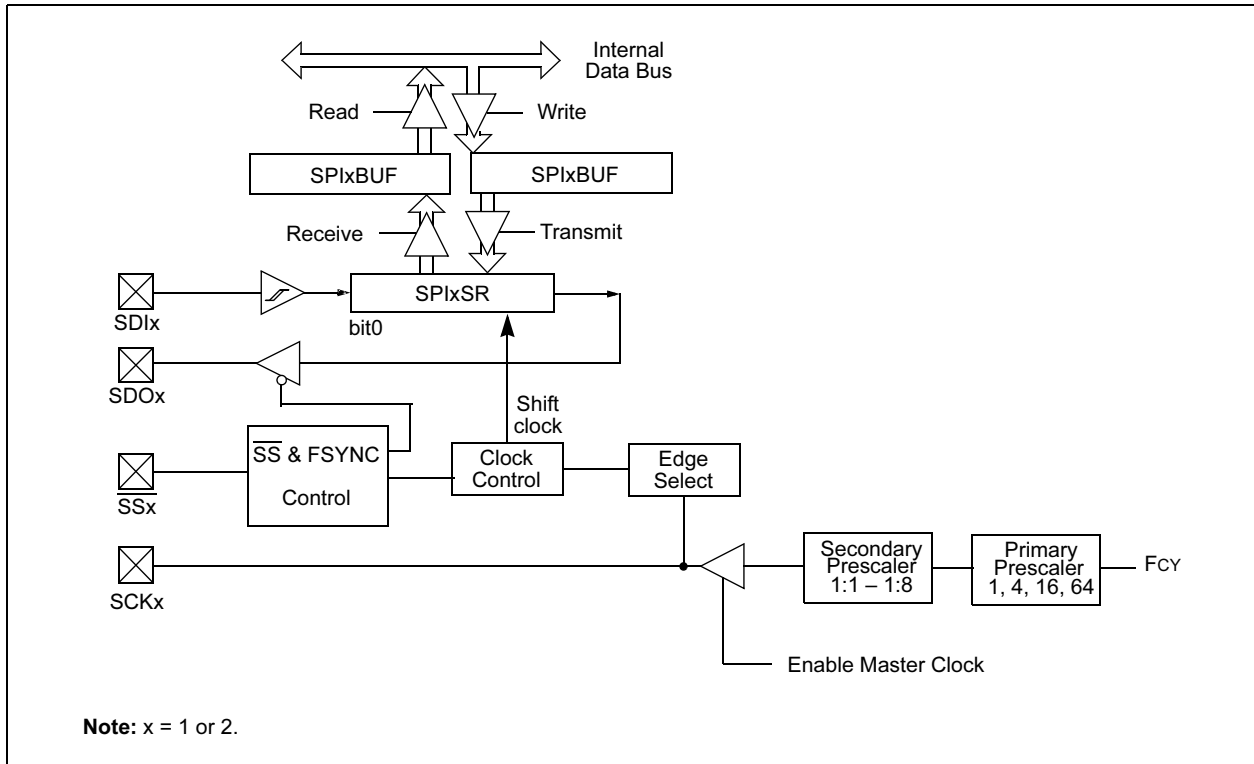 Internal
Data Bus
Read
Write
SPIxBUF
SPIxBUF
Receive
Transmit
SPIxSR
SDIx
bit0
SDOx
Shift
clock
SS & FSYNC
Control
Clock
Control
Edge
Select
SSx
SCKx
Secondary
Prescaler
1:1 – 1:8
Primary
Prescaler
1, 4, 16, 64
FCY
Enable Master Clock
Note: x = 1 or 2.